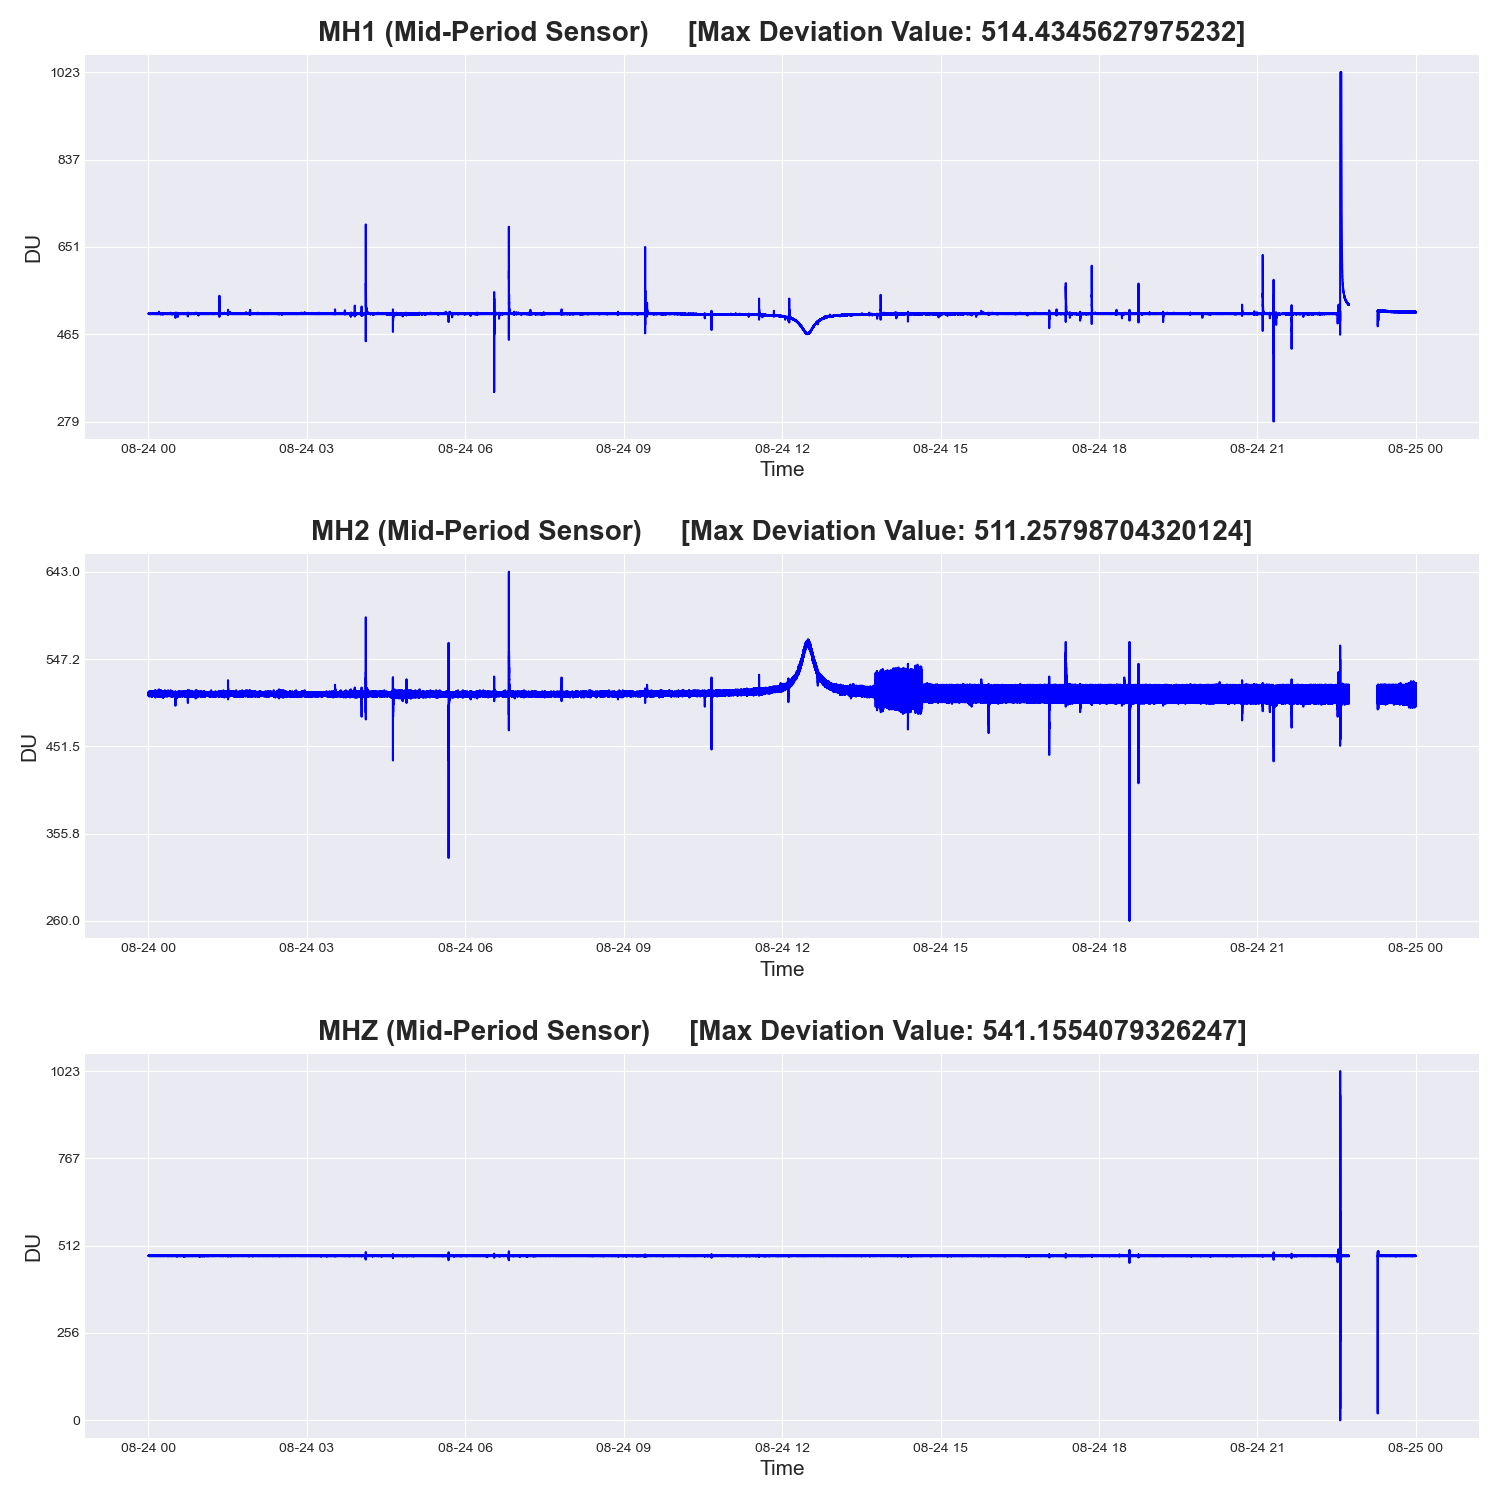 MH1 (Mid-Period Sensor) [Max Deviation Value: 514.4345627975232]
1023
837
651
465
279
DU
08-24 00 08-24 03 08-24 06 08-24 09 08-24 12 08-24 15 08-24 18 08-24 21 08-25 00
Time
MH2 (Mid-Period Sensor) [Max Deviation Value: 511.25798704320124]
643.0
547.2
451.5
355.8
260.0
DU
08-24 00 08-24 03 08-24 06 08-24 09 08-24 12 08-24 15 08-24 18 08-24 21 08-25 00
Time
MHZ (Mid-Period Sensor) [Max Deviation Value: 541.1554079326247]
1023
767
512
256
0
DU
08-24 00 08-24 03 08-24 06 08-24 09 08-24 12 08-24 15 08-24 18 08-24 21 08-25 00
Time